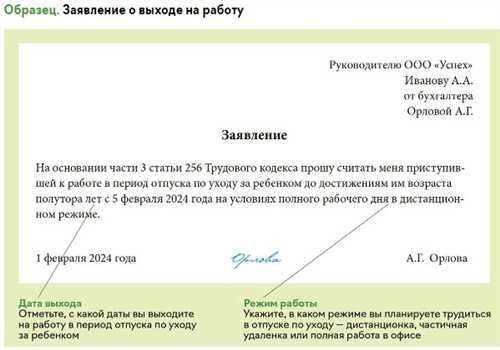 Образец. Заявление о выходе на работу
Руководителю ООО «Успех»
Иванову А.А.
от бухгалтера
Орловой А.Г.
Заявление
На основании части 3 статьи 256 Трудового кодекса прошу считать меня приступив-
шей к работе в период отпуска по уходу за ребенком до достижениям им возраста
полутора лет с 5 февраля 2024 года на условиях полного рабочего дня в дистанцион-
ном режиме.
1 февраля 2024 года Орлова А.Г. Орлова
Дата выхода
Отметьте, с какой даты вы выходите
на работу в период отпуска по уходу
за ребенком
Режим работы
Укажите, в каком режиме вы планируете трудиться
в отпуске по уходу — дистанционка, частичная
удаленка или полная работа в офисе